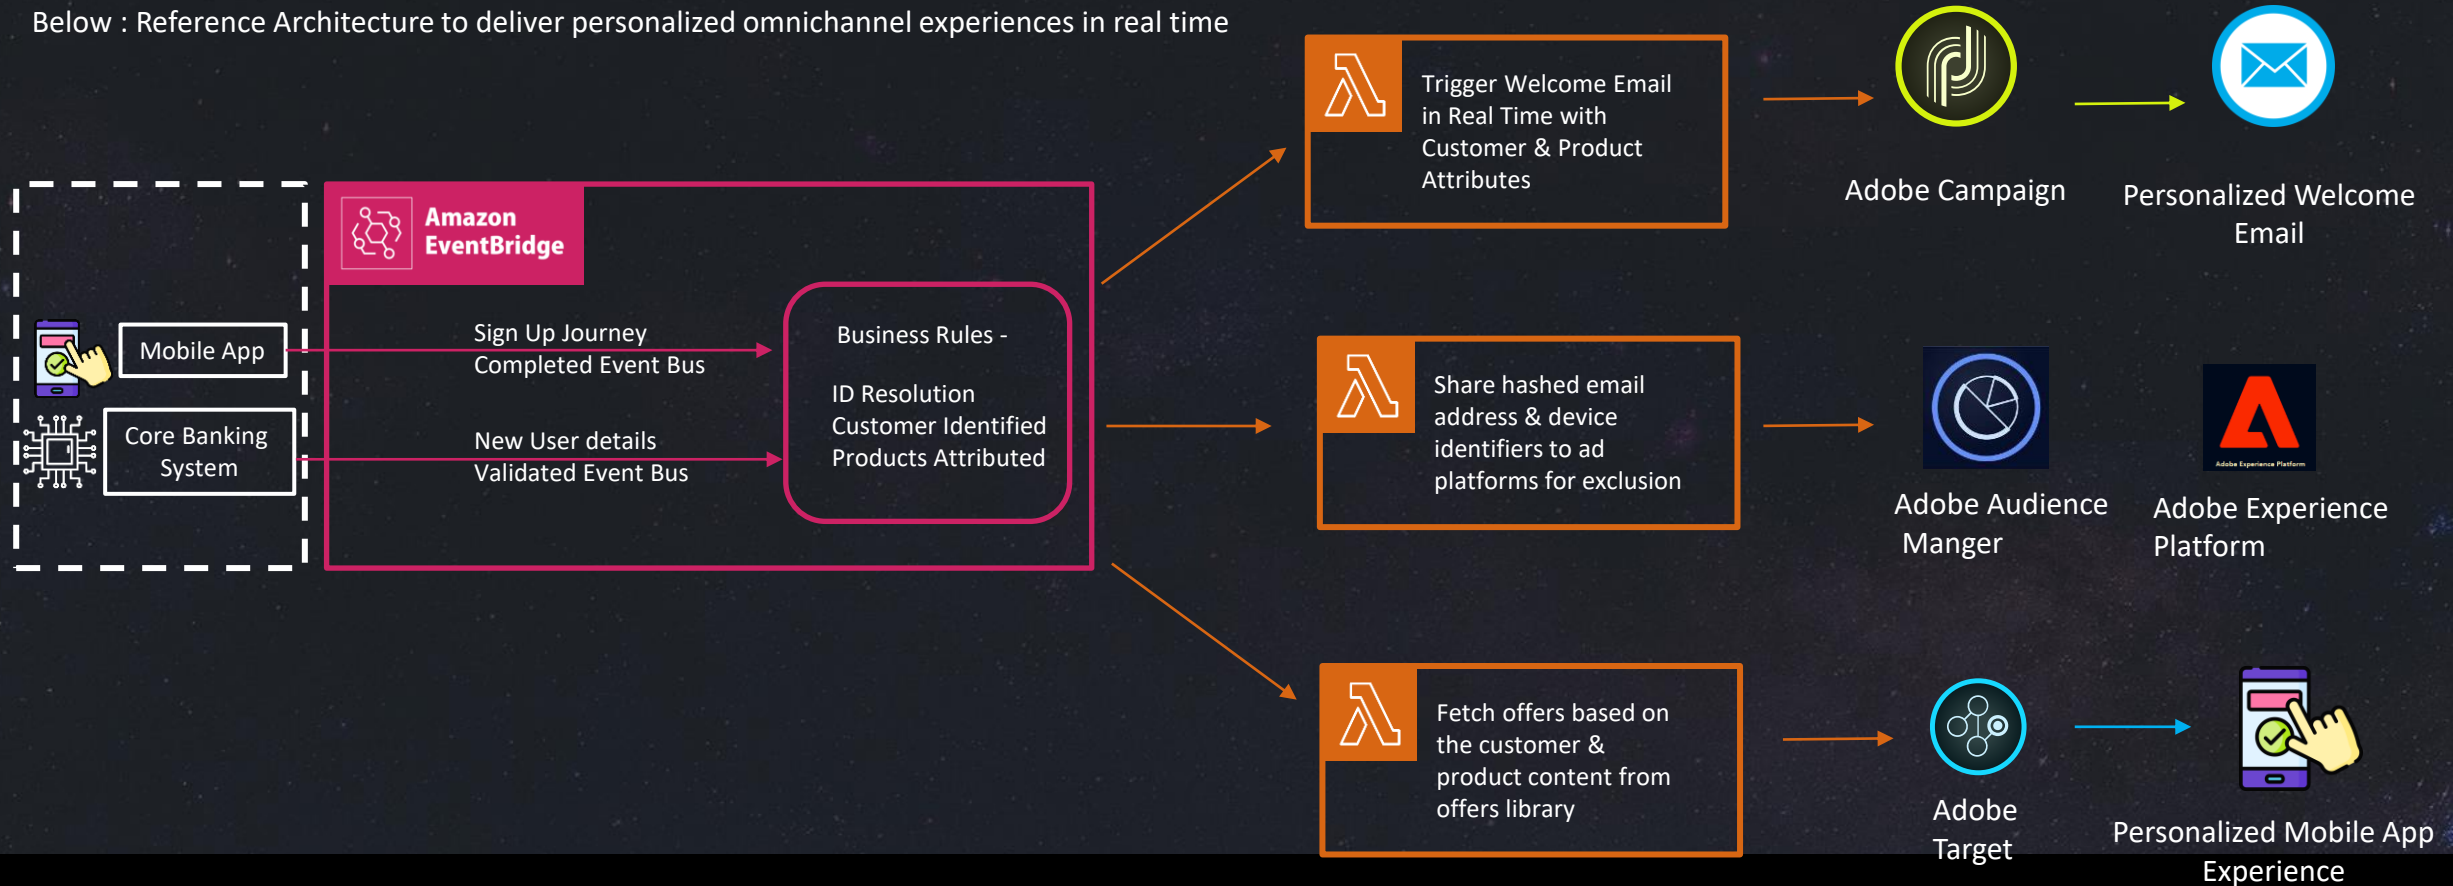 Below : Reference Architecture to deliver personalized omnichannel experiences in real time
Amazon
EventBridge
Mobile App
Core Banking
System
Sign Up Journey
Completed Event Bus
New User details
Validated Event Bus
Business Rules -
ID Resolution
Customer Identified
Products Attributed
Trigger Welcome Email
in Real Time with
Customer & Product
Attributes
Adobe Campaign
Personalized Welcome
Email
Share hashed email
address & device
identifiers to ad
platforms for exclusion
Adobe Audience
Manger
Adobe Experience Platform
Adobe Experience
Platform
Fetch offers based on
the customer &
product content from
offers library
Adobe
Target
Personalized Mobile App
Experience